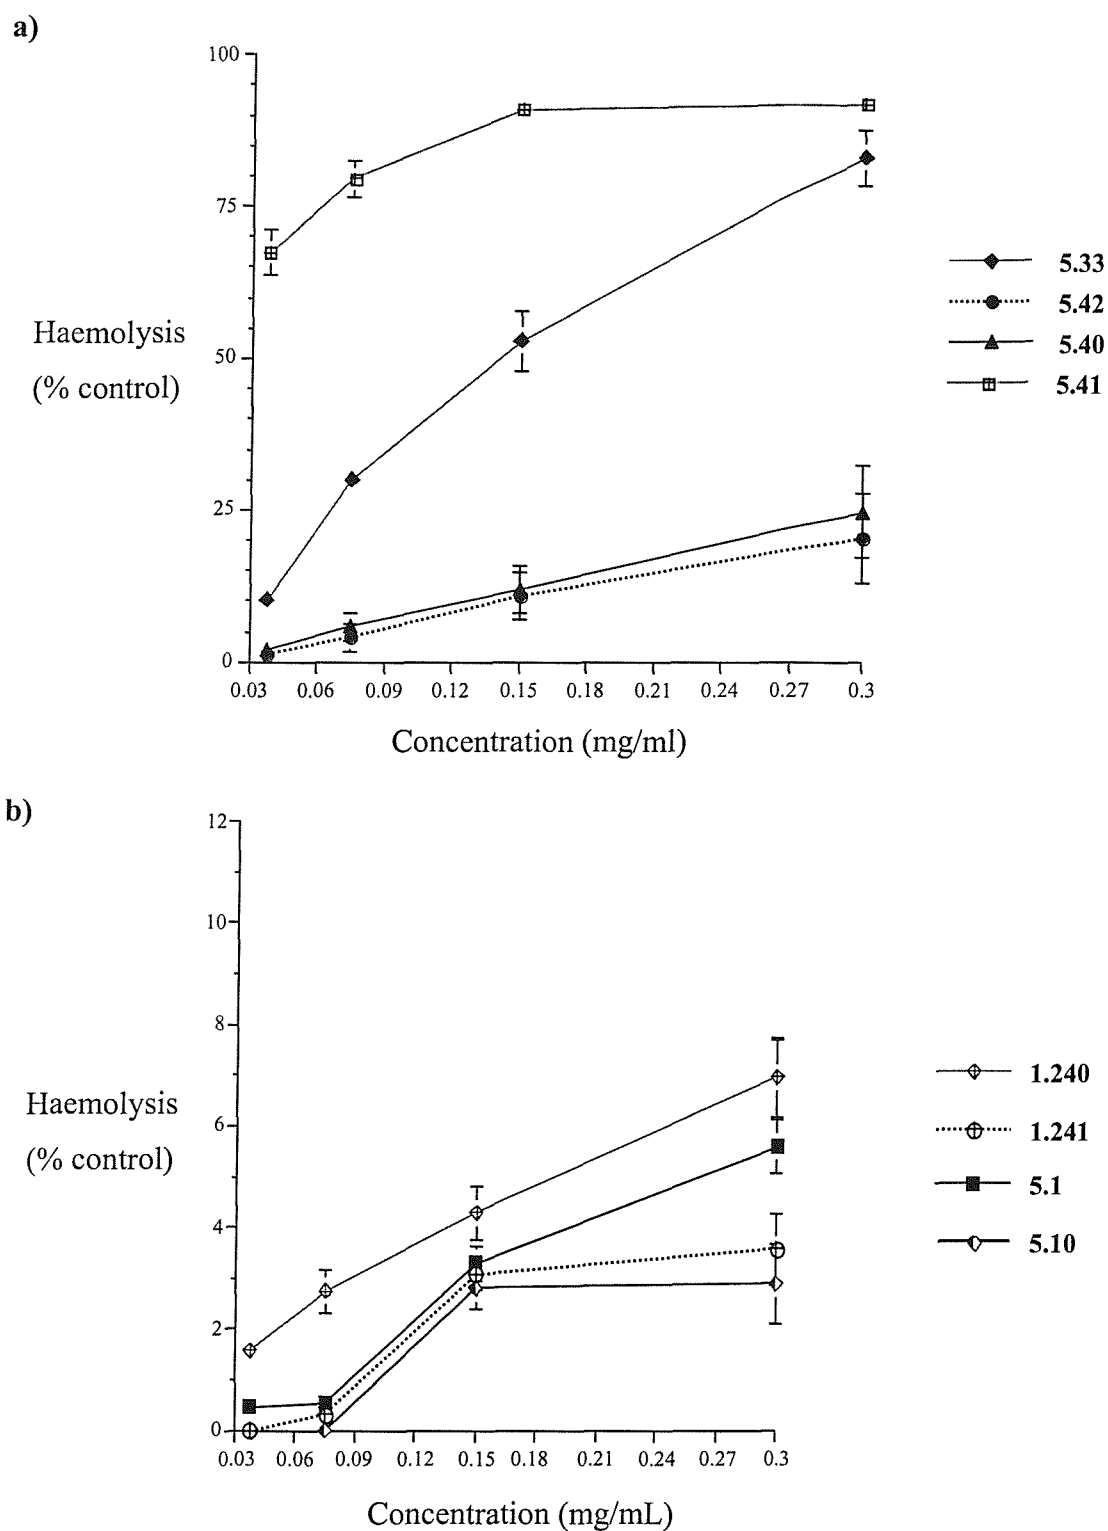 a)
100
75
50
25
0
Haemolysis
(% control)
0.03 0.06 0.09 0.12 0.15 0.18 0.21 0.24 0.27 0.3
Concentration (mg/ml)
5.33
5.42
5.40
5.41
b)
12
10
8
6
4
2
0
Haemolysis
(% control)
0.03 0.06 0.09 0.12 0.15 0.18 0.21 0.24 0.27 0.3
Concentration (mg/mL)
1.240
1.241
5.1
5.10